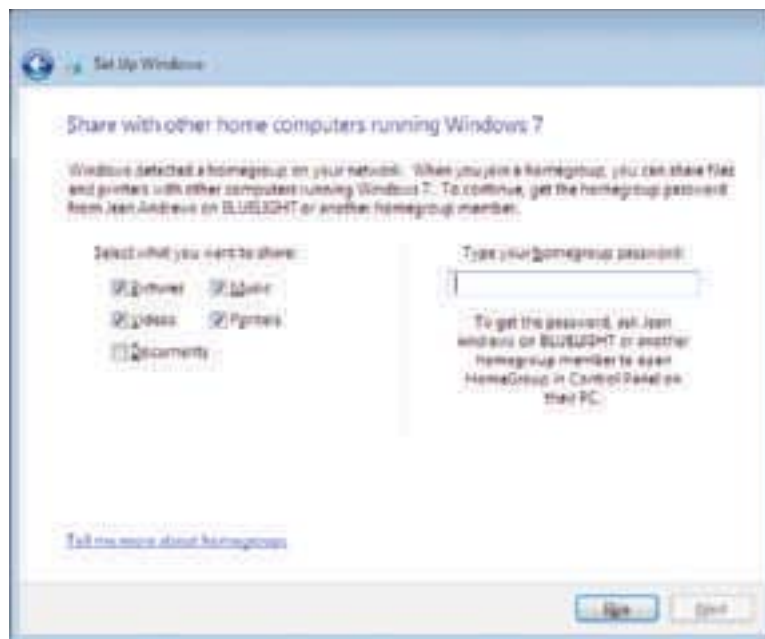 Set Up Windows
Share with other home computers running Windows 7
Windows detected a homegroup on your network. When you join a homegroup, you can share files
and printers with other computers running Windows 7. To continue, get the homegroup password
from Jean Andrews on BLUELIGHT or another homegroup member.
Select what you want to share:
Pictures Music
Videos Printers
Documents
Type your homegroup password:
To get the password, ask Jean
Andrews on BLUELIGHT or another
homegroup member to open
HomeGroup in Control Panel on
their PC.
Tell me more about homegroups
Skip Next